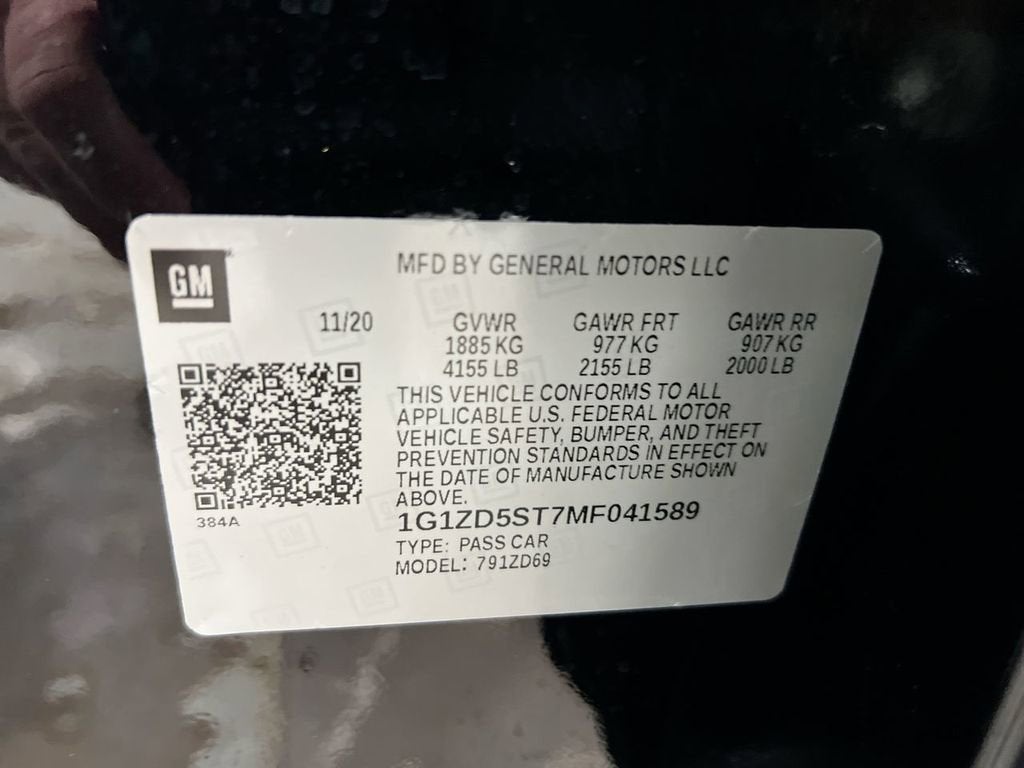 GM
MFD BY GENERAL MOTORS LLC
11/20 GVWR GAWR FRT GAWR RR
1885 KG 977 KG 907 KG
4155 LB 2155 LB 2000 LB
THIS VEHICLE CONFORMS TO ALL
APPLICABLE U.S. FEDERAL MOTOR
VEHICLE SAFETY, BUMPER, AND THEFT
PREVENTION STANDARDS IN EFFECT ON
THE DATE OF MANUFACTURE SHOWN
ABOVE.
384A
1G1ZD5ST7MF041589
TYPE: PASS CAR
MODEL: 791ZD69